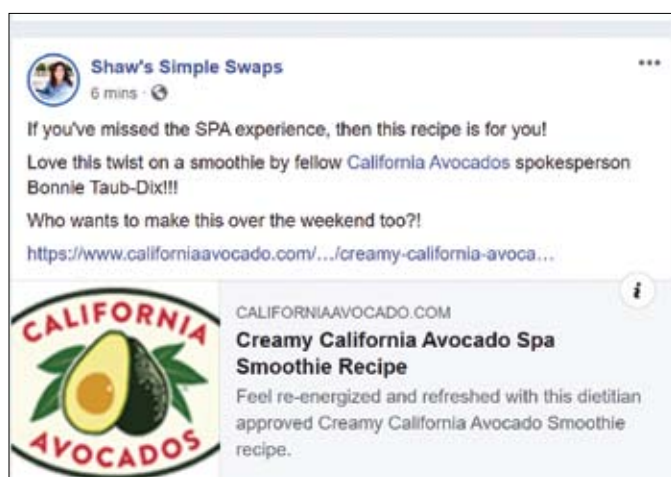 Shaw's Simple Swaps
6 mins ·
If you've missed the SPA experience, then this recipe is for you!
Love this twist on a smoothie by fellow California Avocados spokesperson
Bonnie Taub-Dix!!!
Who wants to make this over the weekend too?!
https://www.californiaavocado.com/.../creamy-california-avoca...
i
CALIFORNIA
AVOCADOS
CALIFORNIAAVOCADO.COM
Creamy California Avocado Spa
Smoothie Recipe
Feel re-energized and refreshed with this dietitian
approved Creamy California Avocado Smoothie
recipe.